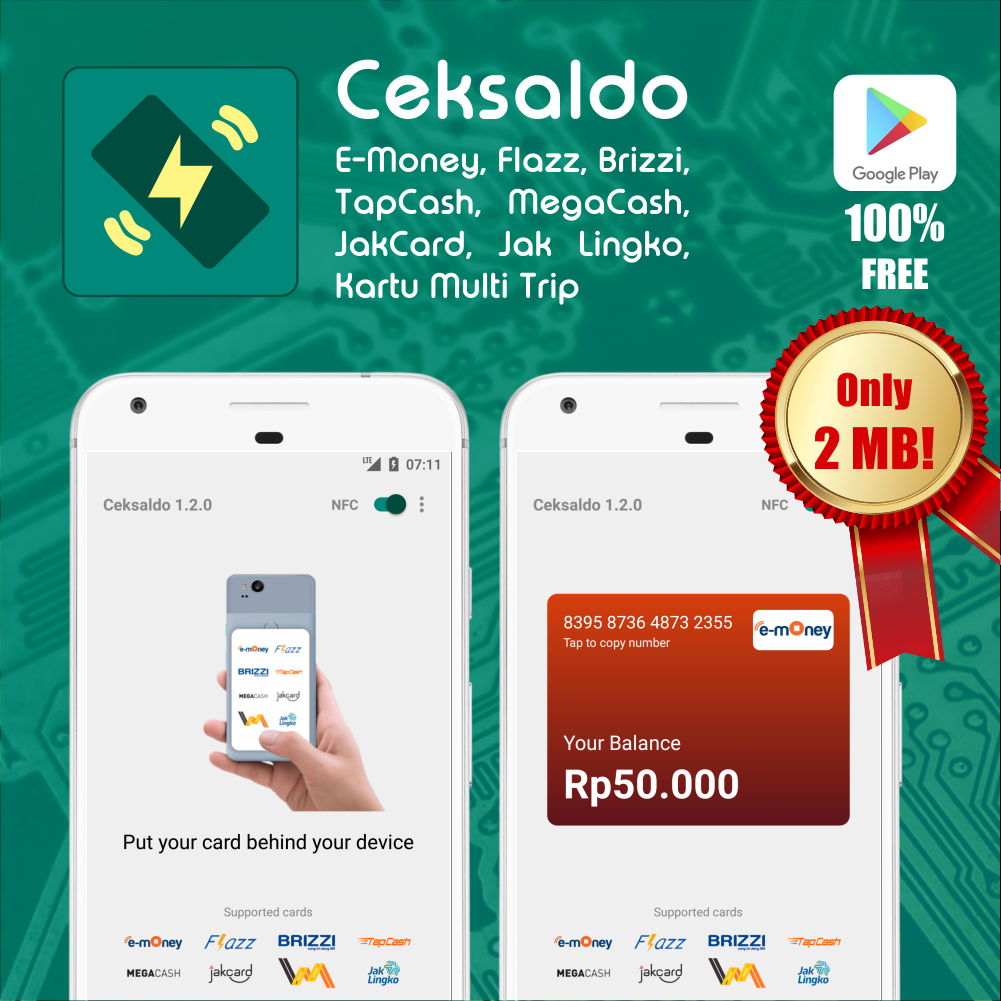 Ceksaldo
E-Money, Flazz, Brizzi,
TapCash, MegaCash,
JakCard, Jak Lingko,
Kartu Multi Trip
Google Play
100%
FREE
Only
2 MB!
LTE 07:11
Ceksaldo 1.2.0 NFC
e-money Flazz
BRIZZI TapCash
MEGACASH jakcard
Jak
Lingko
Put your card behind your device
Supported cards
e-money Flazz BRIZZI TapCash
MEGACASH jakcard Jak
Lingko
Ceksaldo 1.2.0 NFC
8395 8736 4873 2355 e-money
Tap to copy number
Your Balance
Rp50.000
Supported cards
e-money Flazz BRIZZI TapCash
MEGACASH jakcard Jak
Lingko